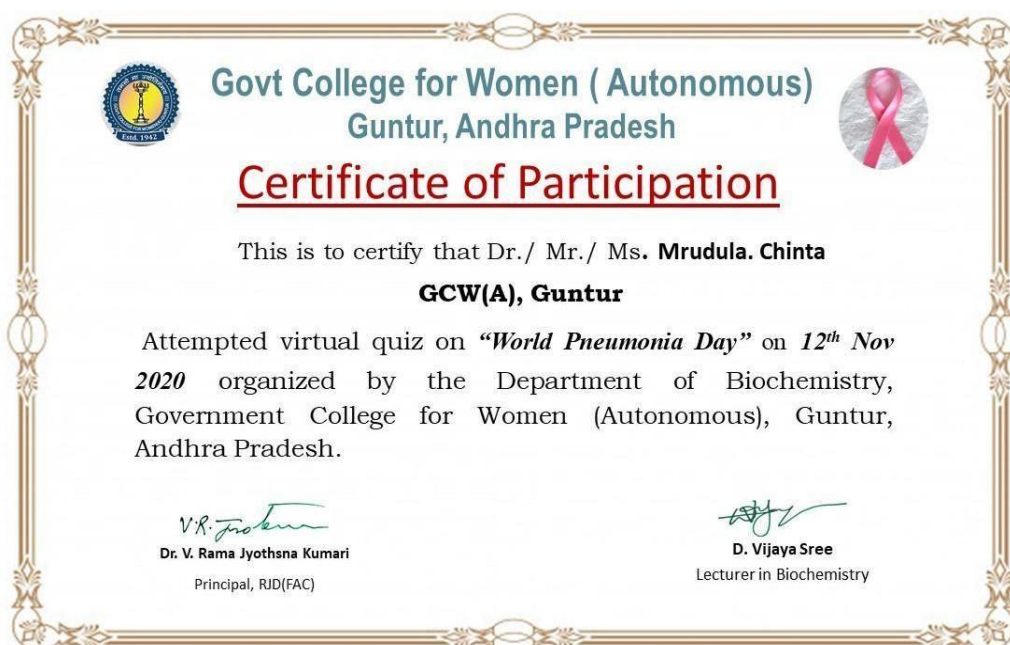 Govt College for Women ( Autonomous)
Guntur, Andhra Pradesh
Estd. 1942
Certificate of Participation
This is to certify that Dr./ Mr./ Ms. Mrudula. Chinta
GCW(A), Guntur
Attempted virtual quiz on “World Pneumonia Day” on 12th Nov
2020 organized by the Department of Biochemistry,
Government College for Women (Autonomous), Guntur,
Andhra Pradesh.
V.R.
Dr. V. Rama Jyothsna Kumari
Principal, RJD(FAC)
D. Vijaya Sree
Lecturer in Biochemistry